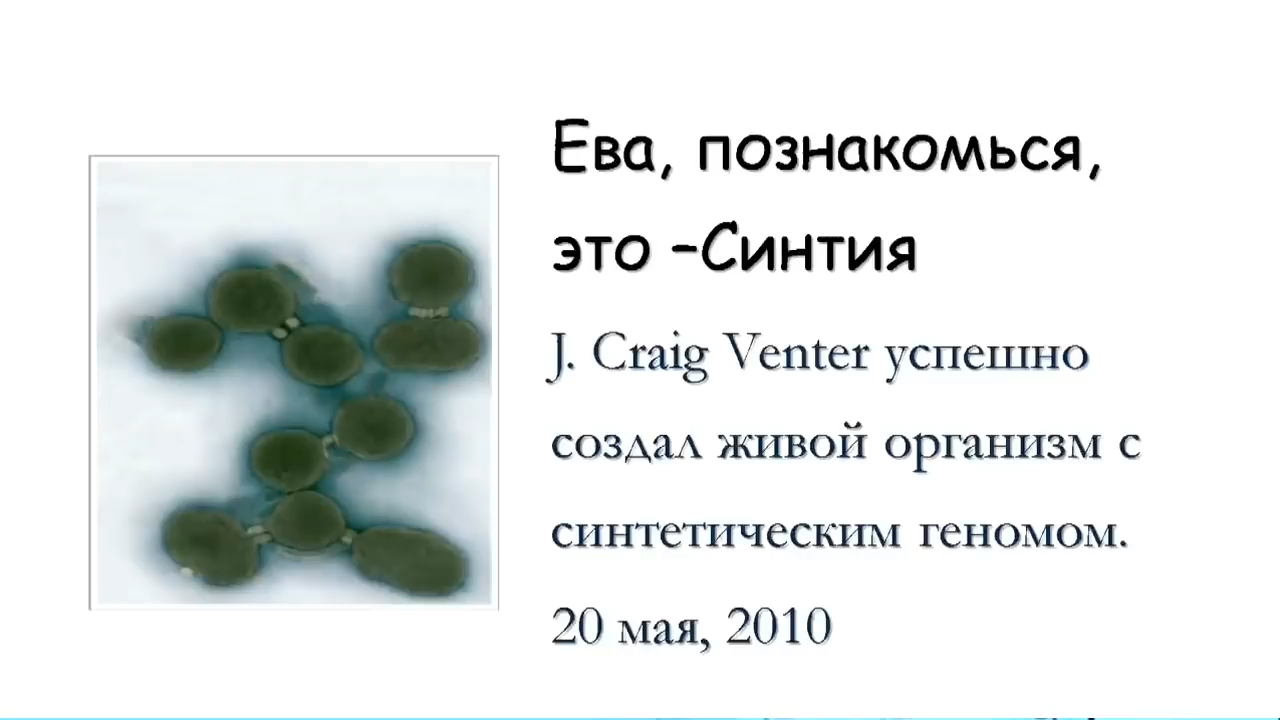 Ева, познакомься,
это –Синтия
J. Craig Venter успешно
создал живой организм с
синтетическим геномом.
20 мая, 2010